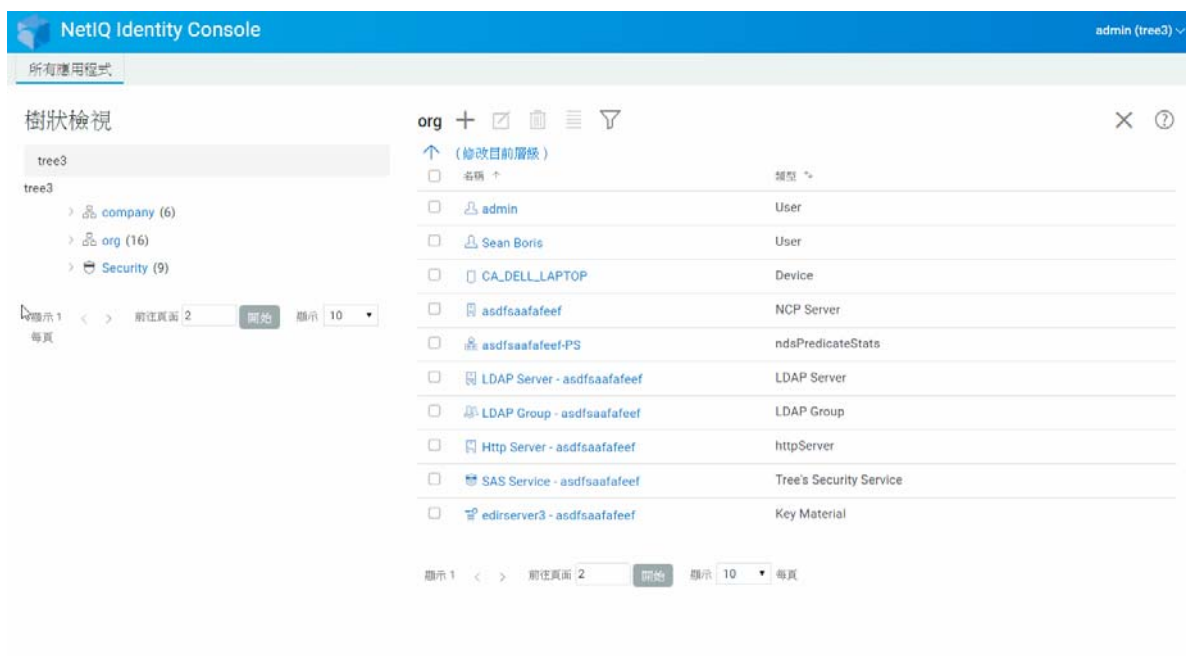 NetIQ Identity Console
admin (tree3)
所有應用程式
樹狀檢視
tree3
tree3
company (6)
org (16)
Security (9)
顯示 1 前往頁面 2 開始 顯示 10
每頁
org
(修改目前層級)
名稱 類型
admin User
Sean Boris User
CA_DELL_LAPTOP Device
asdfsaafafeef NCP Server
asdfsaafafeef-PS ndsPredicateStats
LDAP Server - asdfsaafafeef LDAP Server
LDAP Group - asdfsaafafeef LDAP Group
Http Server - asdfsaafafeef httpServer
SAS Service - asdfsaafafeef Tree's Security Service
edirserver3 - asdfsaafafeef Key Material
顯示 1 前往頁面 2 開始 顯示 10 每頁